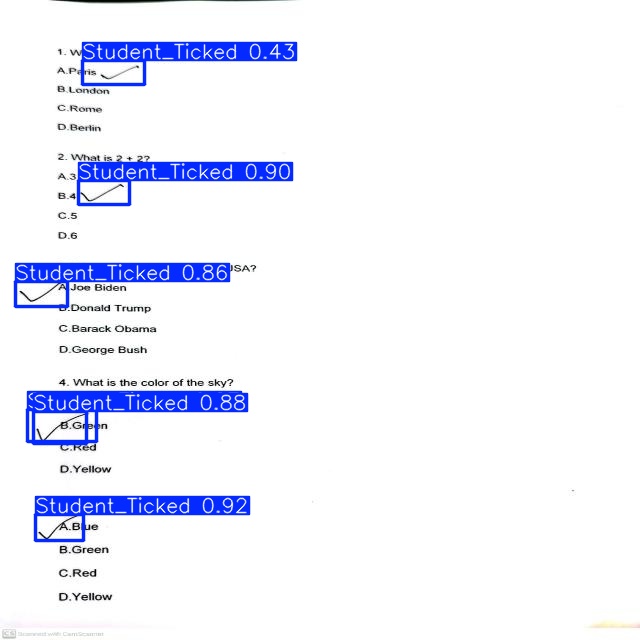 1. W Student_Ticked 0.43
A.Paris
B.London
C.Rome
D.Berlin
2. What is 2 + 2?
A.3 Student_Ticked 0.90
B.4
C.5
D.6
Student_Ticked 0.86 USA?
A.Joe Biden
B.Donald Trump
C.Barack Obama
D.George Bush
4. What is the color of the sky?
Student_Ticked 0.88
B.Green
C.Red
D.Yellow
Student_Ticked 0.92
A.Blue
B.Green
C.Red
D.Yellow
CS Scanned with CamScanner